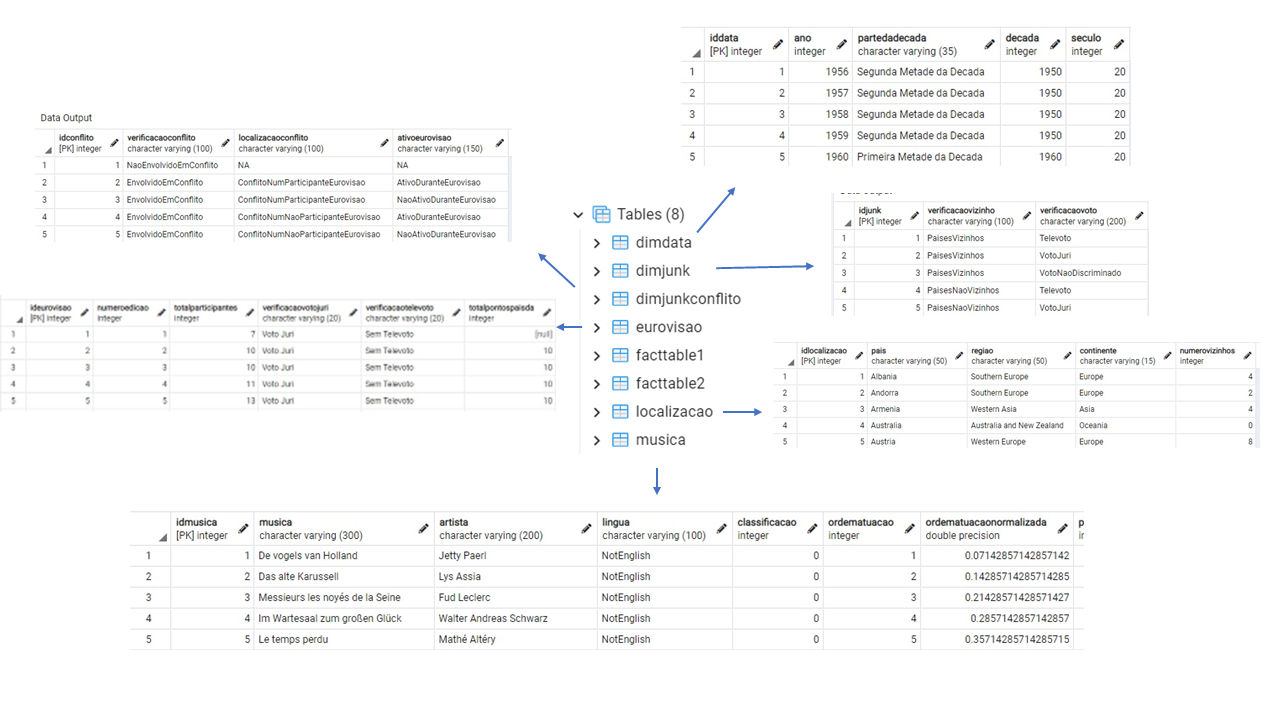 iddata ano partedadecada decada seculo
[PK] integer integer character varying (35) integer integer
1 1 1956 Segunda Metade da Decada 1950 20
2 2 1957 Segunda Metade da Decada 1950 20
3 3 1958 Segunda Metade da Decada 1950 20
4 4 1959 Segunda Metade da Decada 1950 20
5 5 1960 Primeira Metade da Decada 1960 20
Data Output
idconflito verificacaoconflito localizacaoconflito ativoeurovisao
[PK] integer character varying (100) character varying (100) character varying (150)
1 1 NaoEnvolvidoEmConflito NA NA
2 2 EnvolvidoEmConflito ConflitoNumParticipanteEurovisao AtivoDuranteEurovisao
3 3 EnvolvidoEmConflito ConflitoNumParticipanteEurovisao NaoAtivoDuranteEurovisao
4 4 EnvolvidoEmConflito ConflitoNumNaoParticipanteEurovisao AtivoDuranteEurovisao
5 5 EnvolvidoEmConflito ConflitoNumNaoParticipanteEurovisao NaoAtivoDuranteEurovisao
Tables (8)
dimdata
dimjunk
dimjunkconflito
eurovisao
facttable1
facttable2
localizacao
musica
idjunk verificacaovizinho verificacaovoto
[PK] integer character varying (100) character varying (200)
1 1 PaisesVizinhos Televoto
2 2 PaisesVizinhos VotoJuri
3 3 PaisesVizinhos VotoNaoDiscriminado
4 4 PaisesNaoVizinhos Televoto
5 5 PaisesNaoVizinhos VotoJuri
ideurovisao numeroedicao totalparticipantes verificacaovotojuri verificacaotelevoto totalpontospaisda
[PK] integer integer integer character varying (20) character varying (20) integer
1 1 1 7 Voto Juri Sem Televoto [null]
2 2 2 10 Voto Juri Sem Televoto 10
3 3 3 10 Voto Juri Sem Televoto 10
4 4 4 11 Voto Juri Sem Televoto 10
5 5 5 13 Voto Juri Sem Televoto 10
idlocalizacao pais regiao continente numerovizinhos
[PK] integer character varying (50) character varying (50) character varying (15) integer
1 1 Albania Southern Europe Europe 4
2 2 Andorra Southern Europe Europe 2
3 3 Armenia Western Asia Asia 4
4 4 Australia Australia and New Zealand Oceania 0
5 5 Austria Western Europe Europe 8
idmusica musica artista lingua classificacao ordematuacao ordematuacaonormalizada
[PK] integer character varying (300) character varying (200) character varying (100) integer integer double precision
1 1 De vogels van Holland Jetty Paerl NotEnglish 0 1 0.07142857142857142
2 2 Das alte Karussell Lys Assia NotEnglish 0 2 0.14285714285714285
3 3 Messieurs les noyés de la Seine Fud Leclerc NotEnglish 0 3 0.21428571428571427
4 4 Im Wartesaal zum großen Glück Walter Andreas Schwarz NotEnglish 0 4 0.2857142857142857
5 5 Le temps perdu Mathé Altéry NotEnglish 0 5 0.35714285714285715